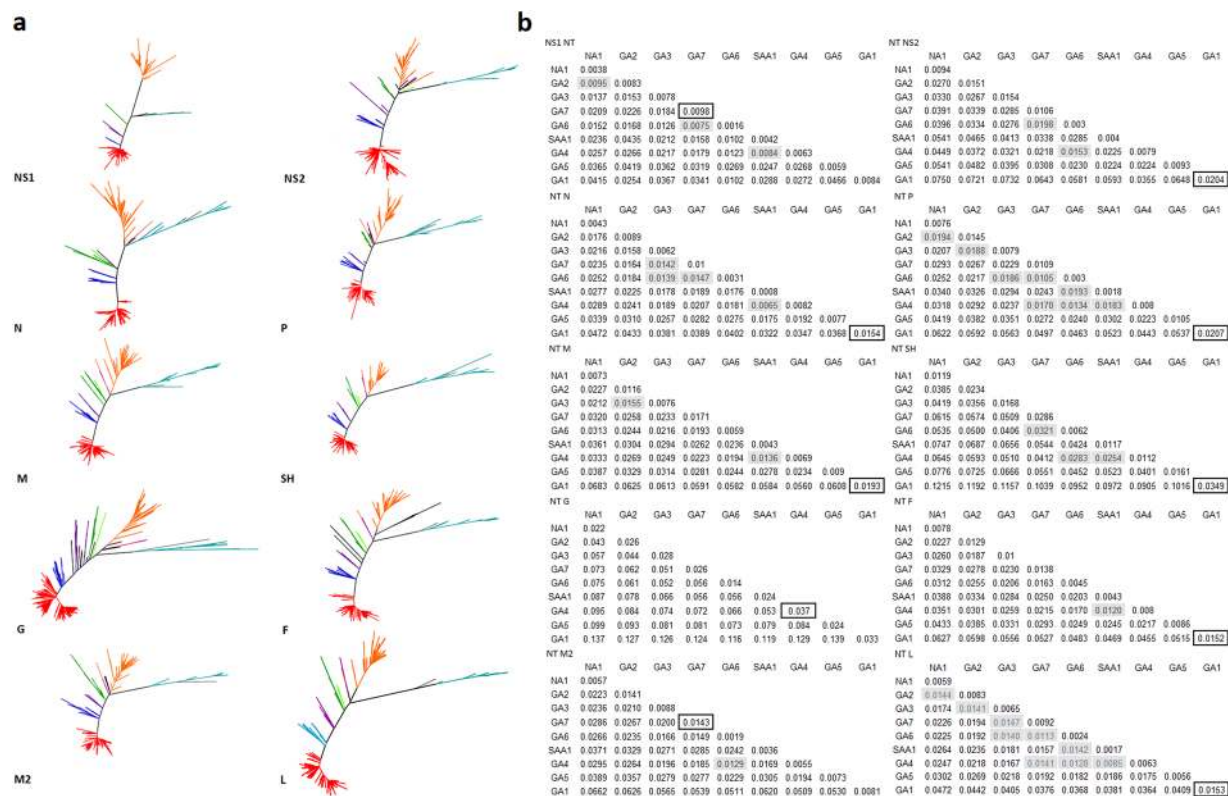 a
b
NS1
NS2
N
P
M
SH
G
F
M2
L
NS1 NT
NA1 GA2 GA3 GA7 GA6 SAA1 GA4 GA5 GA1
NA1 0.0038
GA2 0.0095 0.0083
GA3 0.0137 0.0153 0.0078
GA7 0.0209 0.0226 0.0184 0.0098
GA6 0.0152 0.0168 0.0126 0.0075 0.0016
SAA1 0.0236 0.0435 0.0212 0.0158 0.0102 0.0042
GA4 0.0257 0.0266 0.0217 0.0179 0.0123 0.0084 0.0063
GA5 0.0365 0.0419 0.0362 0.0319 0.0269 0.0247 0.0268 0.0059
GA1 0.0415 0.0254 0.0367 0.0341 0.0102 0.0288 0.0272 0.0466 0.0084
NT NS2
NA1 GA2 GA3 GA7 GA6 SAA1 GA4 GA5 GA1
NA1 0.0094
GA2 0.0270 0.0151
GA3 0.0330 0.0267 0.0154
GA7 0.0391 0.0339 0.0285 0.0106
GA6 0.0396 0.0334 0.0276 0.0198 0.003
SAA1 0.0541 0.0465 0.0413 0.0338 0.0285 0.004
GA4 0.0449 0.0372 0.0321 0.0218 0.0153 0.0225 0.0079
GA5 0.0541 0.0482 0.0395 0.0308 0.0230 0.0224 0.0224 0.0093
GA1 0.0750 0.0721 0.0732 0.0643 0.0581 0.0593 0.0355 0.0648 0.0204
NT N
NA1 GA2 GA3 GA7 GA6 SAA1 GA4 GA5 GA1
NA1 0.0043
GA2 0.0176 0.0089
GA3 0.0216 0.0158 0.0062
GA7 0.0235 0.0164 0.0142 0.01
GA6 0.0252 0.0184 0.0139 0.0147 0.0031
SAA1 0.0277 0.0225 0.0178 0.0189 0.0176 0.0008
GA4 0.0289 0.0241 0.0189 0.0207 0.0181 0.0065 0.0082
GA5 0.0339 0.0310 0.0257 0.0282 0.0275 0.0175 0.0192 0.0077
GA1 0.0472 0.0433 0.0381 0.0389 0.0402 0.0322 0.0347 0.0368 0.0154
NT P
NA1 GA2 GA3 GA7 GA6 SAA1 GA4 GA5 GA1
NA1 0.0076
GA2 0.0194 0.0145
GA3 0.0207 0.0188 0.0079
GA7 0.0293 0.0267 0.0229 0.0109
GA6 0.0252 0.0217 0.0186 0.0105 0.003
SAA1 0.0340 0.0326 0.0294 0.0243 0.0193 0.0018
GA4 0.0318 0.0292 0.0237 0.0170 0.0134 0.0183 0.008
GA5 0.0419 0.0382 0.0351 0.0272 0.0240 0.0302 0.0223 0.0105
GA1 0.0622 0.0592 0.0563 0.0497 0.0463 0.0523 0.0443 0.0537 0.0207
NT M
NA1 GA2 GA3 GA7 GA6 SAA1 GA4 GA5 GA1
NA1 0.0073
GA2 0.0227 0.0116
GA3 0.0212 0.0155 0.0076
GA7 0.0320 0.0258 0.0233 0.0171
GA6 0.0313 0.0244 0.0216 0.0193 0.0059
SAA1 0.0361 0.0304 0.0294 0.0262 0.0236 0.0043
GA4 0.0333 0.0269 0.0249 0.0223 0.0194 0.0136 0.0069
GA5 0.0387 0.0329 0.0314 0.0281 0.0244 0.0278 0.0234 0.009
GA1 0.0683 0.0625 0.0613 0.0591 0.0582 0.0584 0.0560 0.0608 0.0193
NT SH
NA1 GA2 GA3 GA7 GA6 SAA1 GA4 GA5 GA1
NA1 0.0119
GA2 0.0385 0.0234
GA3 0.0419 0.0356 0.0168
GA7 0.0615 0.0574 0.0509 0.0286
GA6 0.0535 0.0500 0.0406 0.0321 0.0062
SAA1 0.0747 0.0687 0.0656 0.0544 0.0424 0.0117
GA4 0.0645 0.0593 0.0510 0.0412 0.0283 0.0254 0.0112
GA5 0.0776 0.0725 0.0666 0.0551 0.0452 0.0523 0.0401 0.0161
GA1 0.1215 0.1192 0.1157 0.1039 0.0952 0.0972 0.0905 0.1016 0.0349
NT G
NA1 GA2 GA3 GA7 GA6 SAA1 GA4 GA5 GA1
NA1 0.022
GA2 0.043 0.026
GA3 0.057 0.044 0.028
GA7 0.073 0.062 0.051 0.026
GA6 0.075 0.061 0.052 0.056 0.014
SAA1 0.087 0.078 0.066 0.056 0.056 0.024
GA4 0.095 0.084 0.074 0.072 0.066 0.053 0.037
GA5 0.099 0.093 0.081 0.081 0.073 0.079 0.084 0.024
GA1 0.137 0.127 0.126 0.124 0.116 0.119 0.129 0.139 0.033
NT F
NA1 GA2 GA3 GA7 GA6 SAA1 GA4 GA5 GA1
NA1 0.0078
GA2 0.0227 0.0129
GA3 0.0260 0.0187 0.01
GA7 0.0329 0.0278 0.0230 0.0138
GA6 0.0312 0.0255 0.0206 0.0163 0.0045
SAA1 0.0388 0.0334 0.0284 0.0250 0.0203 0.0043
GA4 0.0351 0.0301 0.0259 0.0215 0.0170 0.0120 0.008
GA5 0.0433 0.0385 0.0331 0.0293 0.0249 0.0245 0.0217 0.0086
GA1 0.0627 0.0598 0.0556 0.0527 0.0483 0.0469 0.0455 0.0515 0.0152
NT M2
NA1 GA2 GA3 GA7 GA6 SAA1 GA4 GA5 GA1
NA1 0.0057
GA2 0.0223 0.0141
GA3 0.0236 0.0210 0.0088
GA7 0.0286 0.0267 0.0200 0.0143
GA6 0.0266 0.0235 0.0166 0.0149 0.0019
SAA1 0.0371 0.0329 0.0271 0.0285 0.0242 0.0036
GA4 0.0295 0.0264 0.0196 0.0185 0.0129 0.0169 0.0055
GA5 0.0389 0.0357 0.0279 0.0277 0.0229 0.0305 0.0194 0.0073
GA1 0.0662 0.0626 0.0565 0.0539 0.0511 0.0620 0.0509 0.0530 0.0081
NT L
NA1 GA2 GA3 GA7 GA6 SAA1 GA4 GA5 GA1
NA1 0.0059
GA2 0.0144 0.0083
GA3 0.0174 0.0141 0.0065
GA7 0.0226 0.0194 0.0147 0.0092
GA6 0.0225 0.0192 0.0140 0.0113 0.0024
SAA1 0.0264 0.0235 0.0181 0.0157 0.0142 0.0017
GA4 0.0247 0.0218 0.0167 0.0141 0.0120 0.0085 0.0063
GA5 0.0302 0.0269 0.0218 0.0192 0.0182 0.0186 0.0175 0.0056
GA1 0.0472 0.0442 0.0405 0.0376 0.0368 0.0381 0.0364 0.0409 0.0153